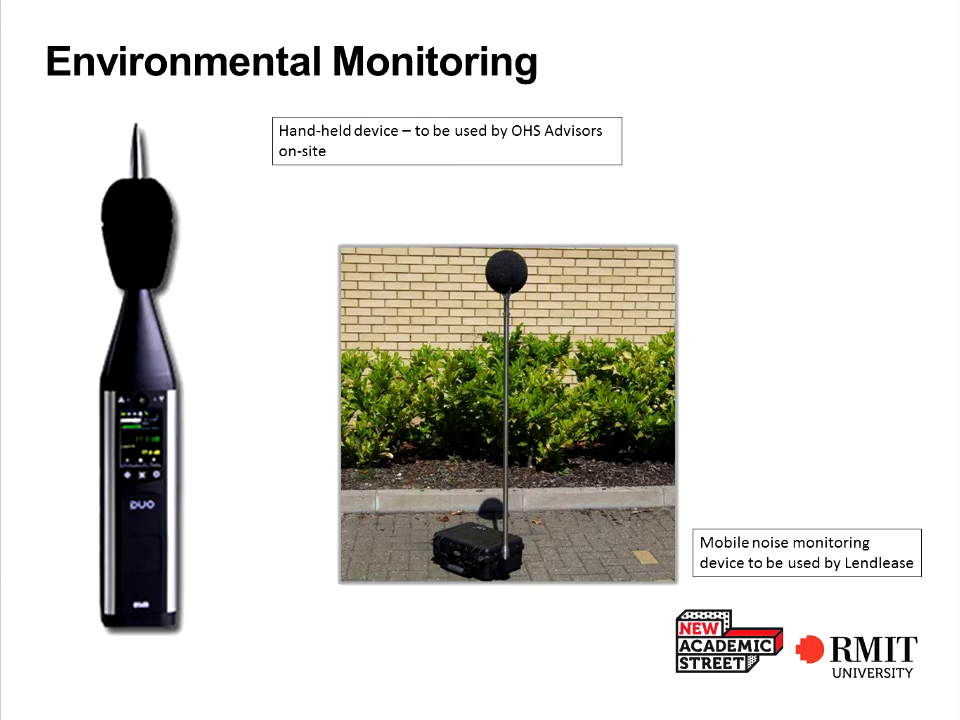 Environmental Monitoring
Hand-held device – to be used by OHS Advisors
on-site
DUO
Mobile noise monitoring
device to be used by Lendlease
NEW
ACADEMIC
STREET
RMIT
UNIVERSITY